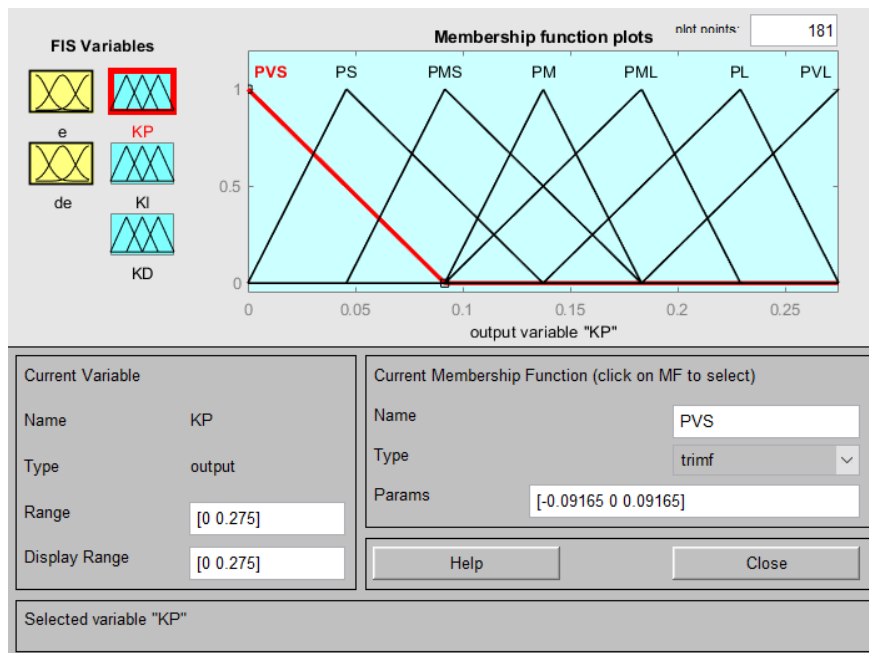 FIS Variables
e
KP
de
KI
KD
Membership function plots
plot points:
181
PVS
PS
PMS
PM
PML
PL
PVL
1
0.5
0
0
0.05
0.1
0.15
0.2
0.25
output variable "KP"
Current Variable
Name
KP
Type
output
Range
[0 0.275]
Display Range
[0 0.275]
Current Membership Function (click on MF to select)
Name
PVS
Type
trimf
Params
[-0.09165 0 0.09165]
Help
Close
Selected variable "KP"